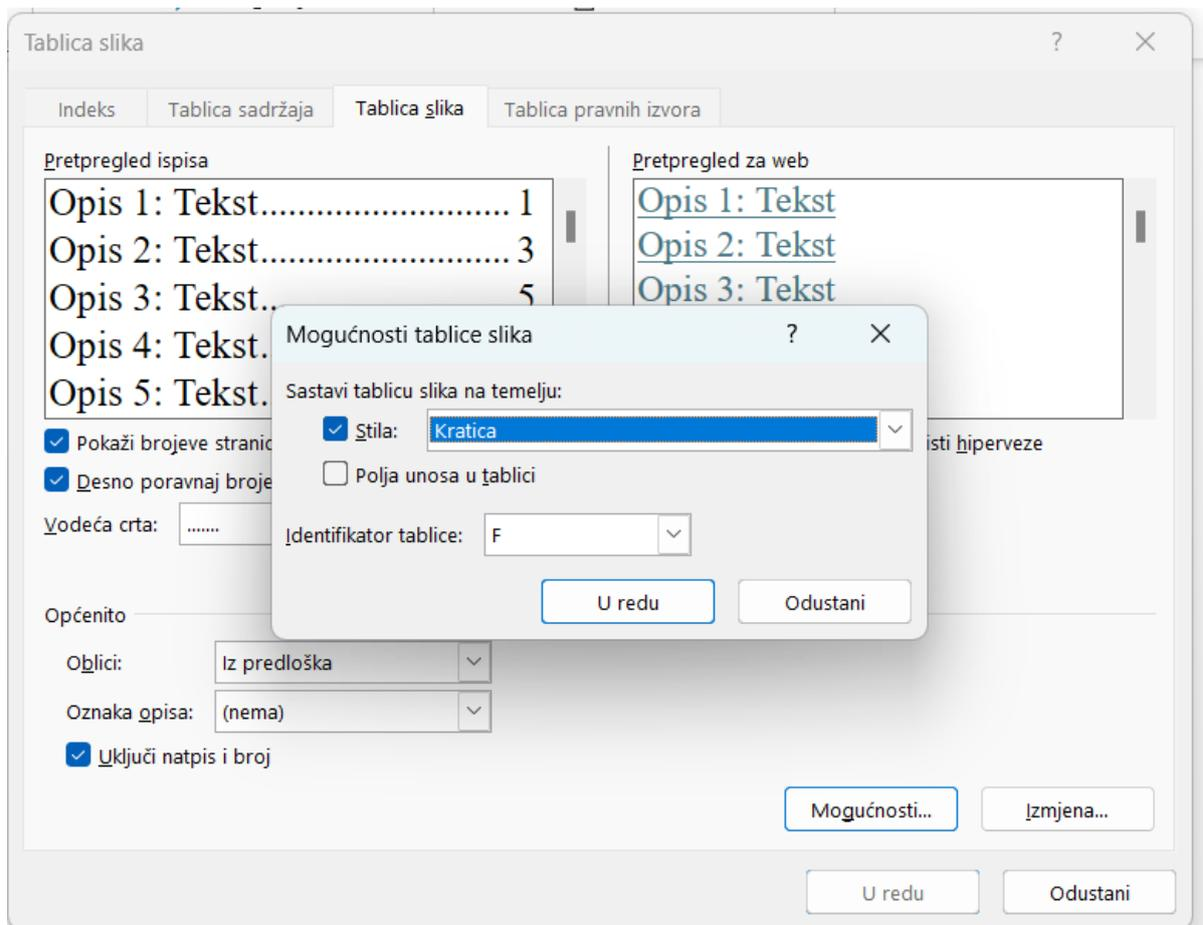 Tablica slika
?
Indeks
Tablica sadržaja
Tablica slika
Tablica pravnih izvora
Pretpregled ispisa
Opis 1: Tekst............................ 1
Opis 2: Tekst............................ 3
Opis 3: Tekst... 5
Opis 4: Tekst.
Opis 5: Tekst.
Pretpregled za web
Opis 1: Tekst
Opis 2: Tekst
Opis 3: Tekst
Mogućnosti tablice slika
?
Sastavi tablicu slika na temelju:
Stila:
Kratica
Polja unosa u tablici
Identifikator tablice:
F
U redu
Odustani
Pokaži brojeve stranic
isti hiperveze
Desno poravnaj broje
Vodeća crta:
.......
Općenito
Oblici:
Iz predloška
Oznaka opisa:
(nema)
Uključi natpis i broj
Mogućnosti...
Izmjena...
U redu
Odustani